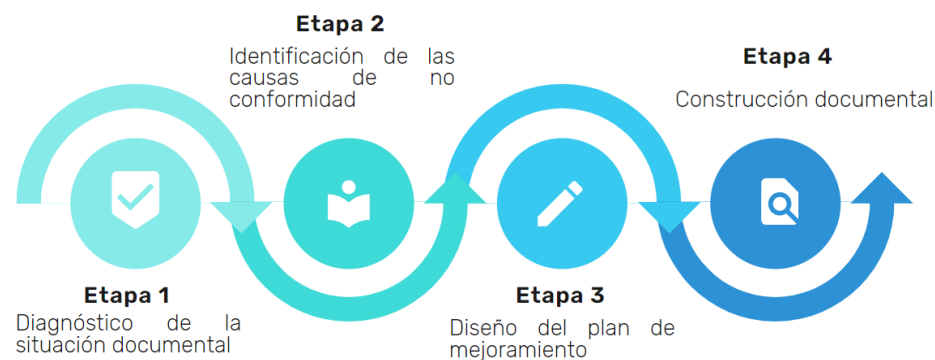 Etapa 1
Diagnóstico de la
situación documental
Etapa 2
Identificación de las
causas de no
conformidad
Etapa 3
Diseño del plan de
mejoramiento
Etapa 4
Construcción documental